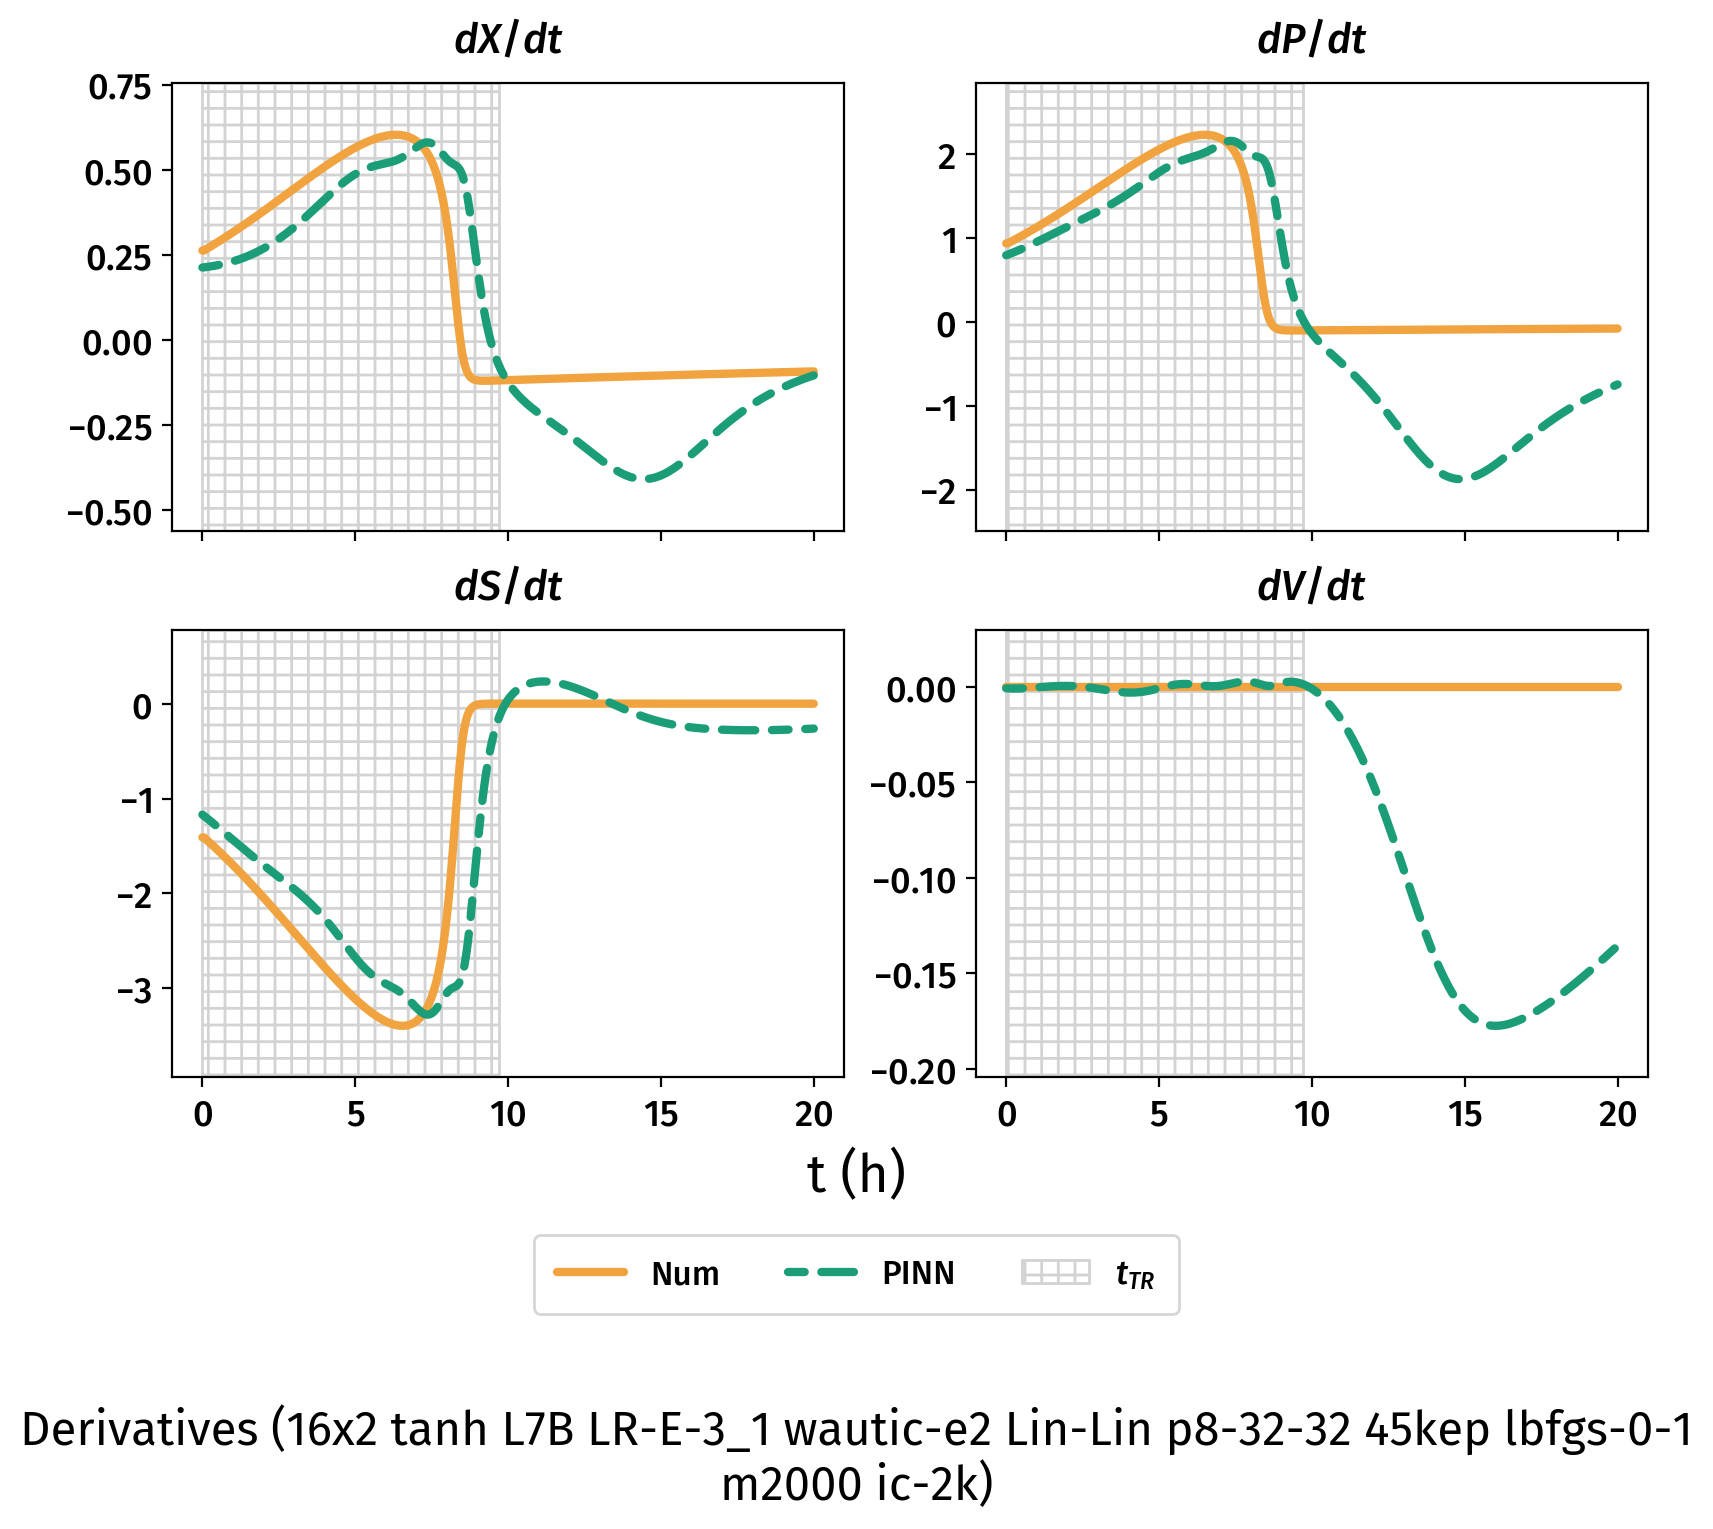 dX/dt
dP/dt
0.75
0.50
0.25
0.00
−0.25
−0.50
2
1
0
−1
−2
dS/dt
dV/dt
0
−1
−2
−3
0.00
−0.05
−0.10
−0.15
−0.20
0 5 10 15 20
0 5 10 15 20
t (h)
Num PINN tTR
Derivatives (16x2 tanh L7B LR-E-3_1 wautic-e2 Lin-Lin p8-32-32 45kep lbfgs-0-1
m2000 ic-2k)